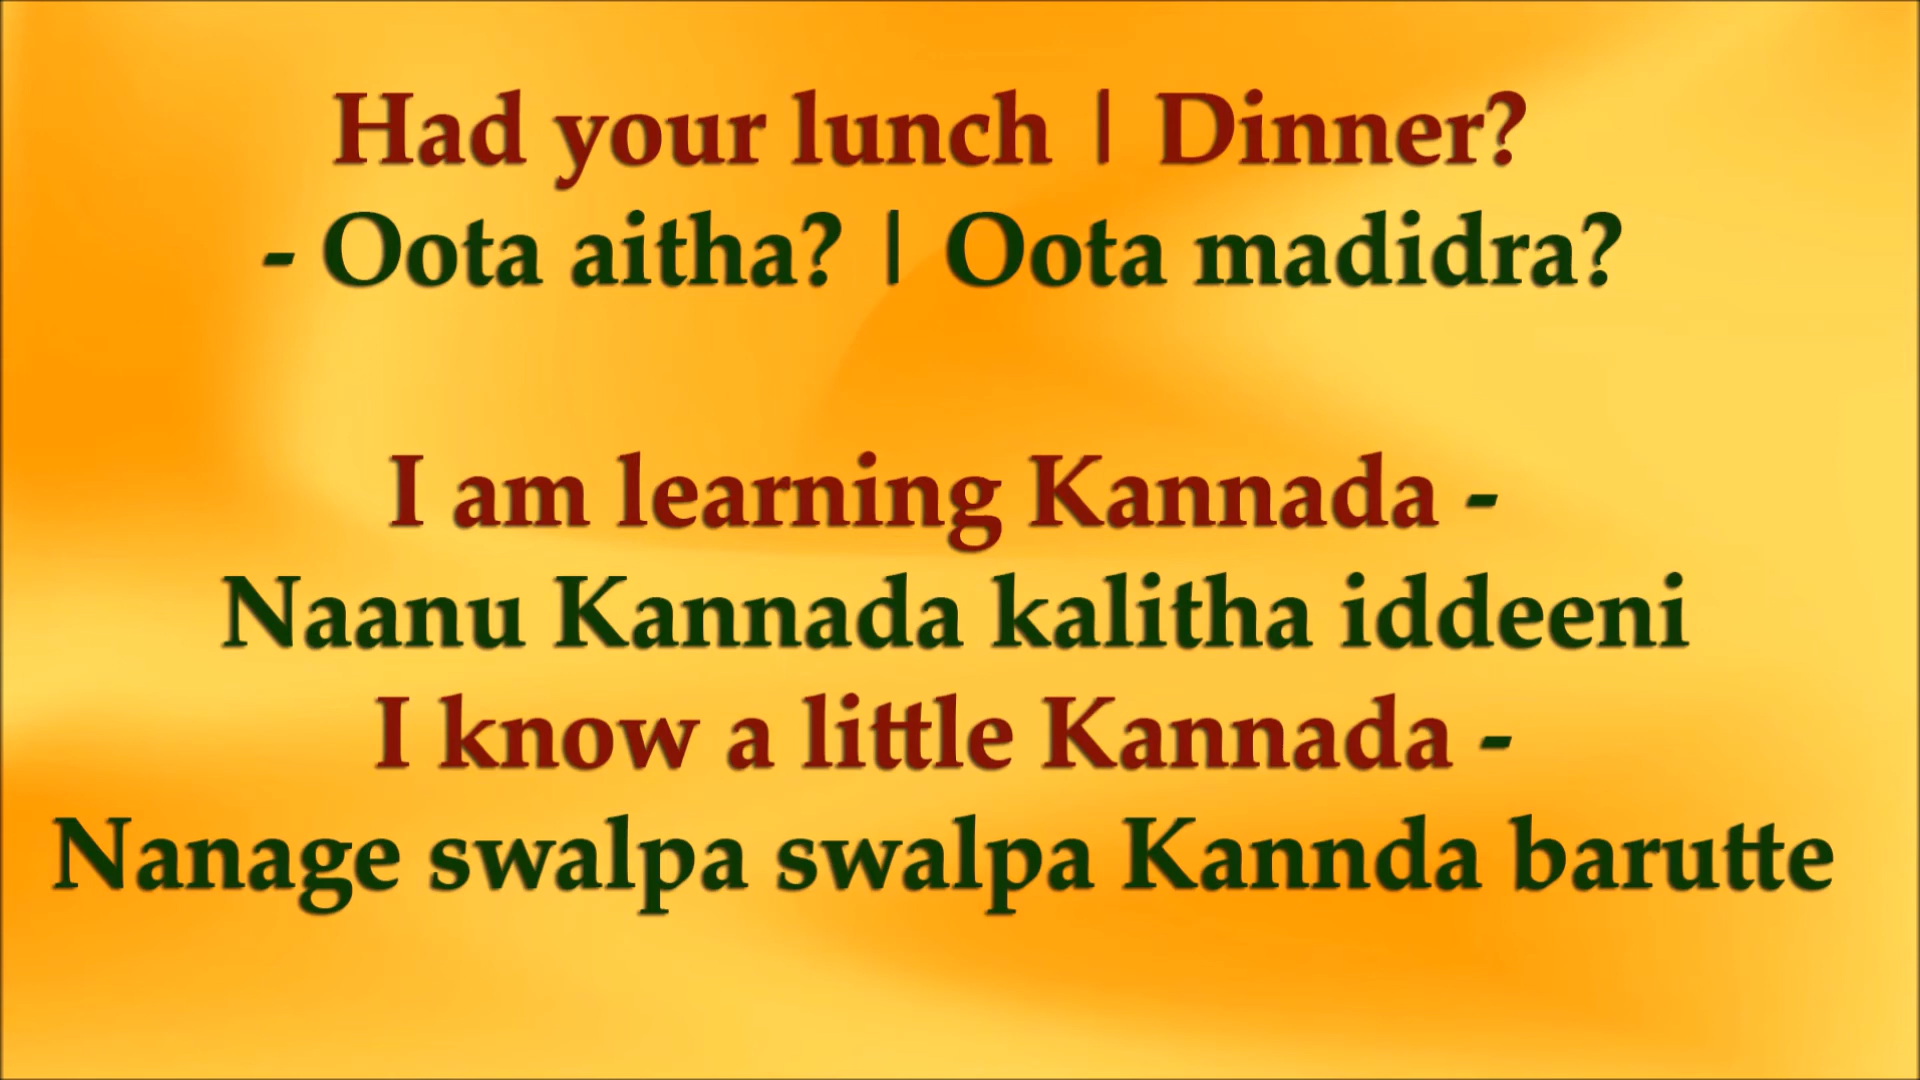 Had your lunch | Dinner?
- Oota aitha? | Oota madidra?
I am learning Kannada -
Naanu Kannada kalitha iddeeni
I know a little Kannada -
Nanage swalpa swalpa Kannda barutte